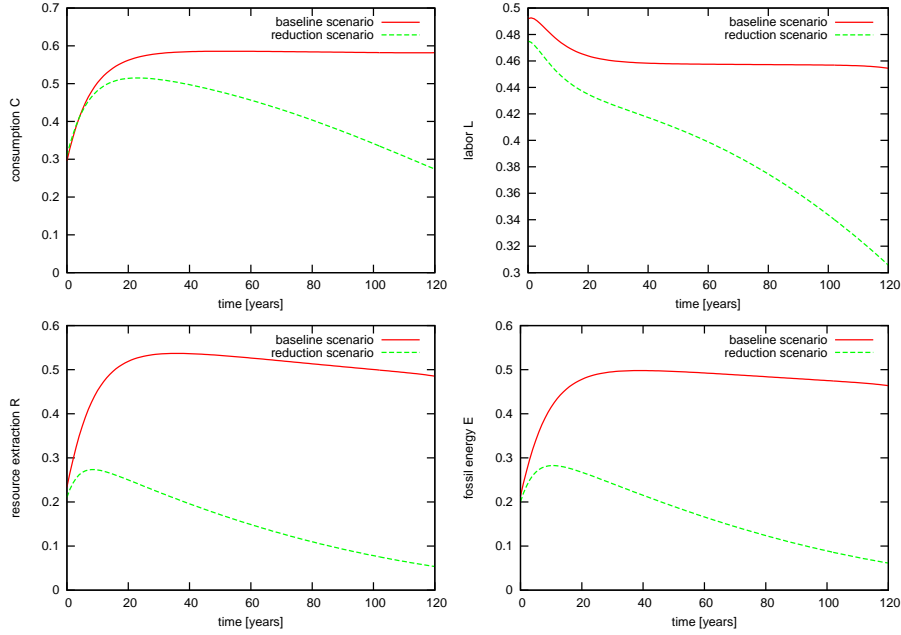 0.7
0.6
0.5
0.4
0.3
0.2
0.1
0
0 20 40 60 80 100 120
consumption C
time [years]
baseline scenario
reduction scenario
0.5
0.48
0.46
0.44
0.42
0.4
0.38
0.36
0.34
0.32
0.3
0 20 40 60 80 100 120
labor L
time [years]
baseline scenario
reduction scenario
0.6
0.5
0.4
0.3
0.2
0.1
0
0 20 40 60 80 100 120
resource extraction R
time [years]
baseline scenario
reduction scenario
0.6
0.5
0.4
0.3
0.2
0.1
0
0 20 40 60 80 100 120
fossil energy E
time [years]
baseline scenario
reduction scenario